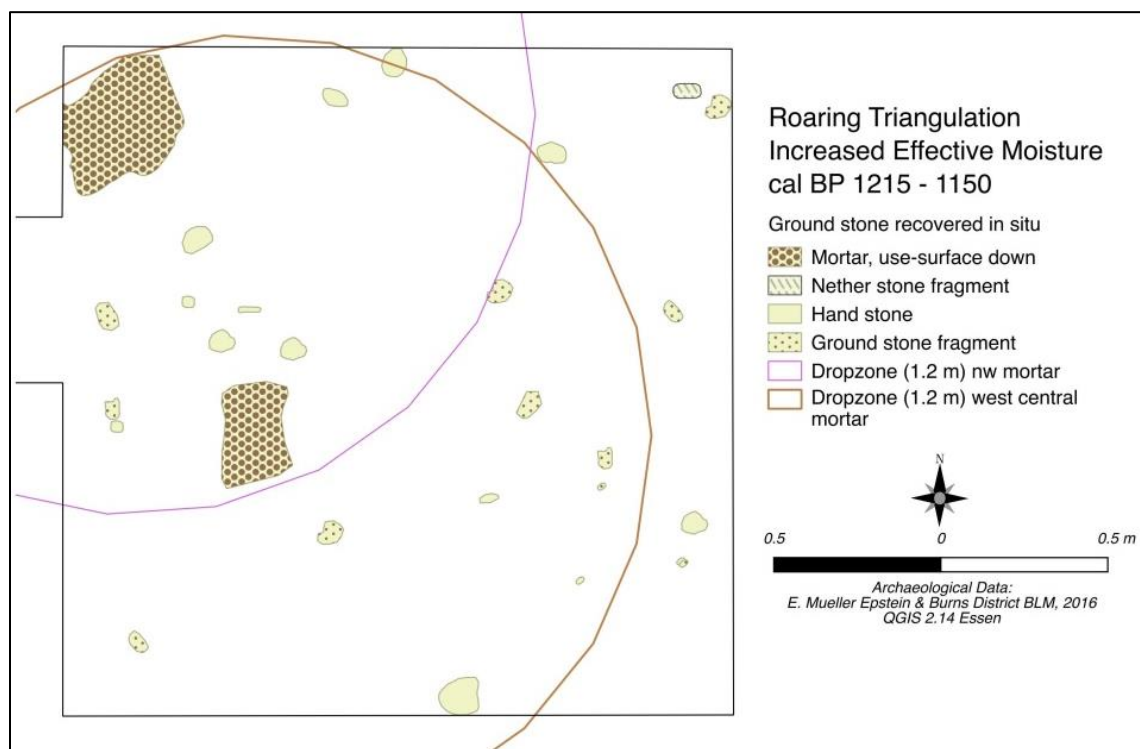 Roaring Triangulation
Increased Effective Moisture
cal BP 1215 - 1150
Ground stone recovered in situ
Mortar, use-surface down
Nether stone fragment
Hand stone
Ground stone fragment
Dropzone (1.2 m) nw mortar
Dropzone (1.2 m) west central
mortar
N
0.5 0 0.5 m
Archaeological Data:
E. Mueller Epstein & Burns District BLM, 2016
QGIS 2.14 Essen